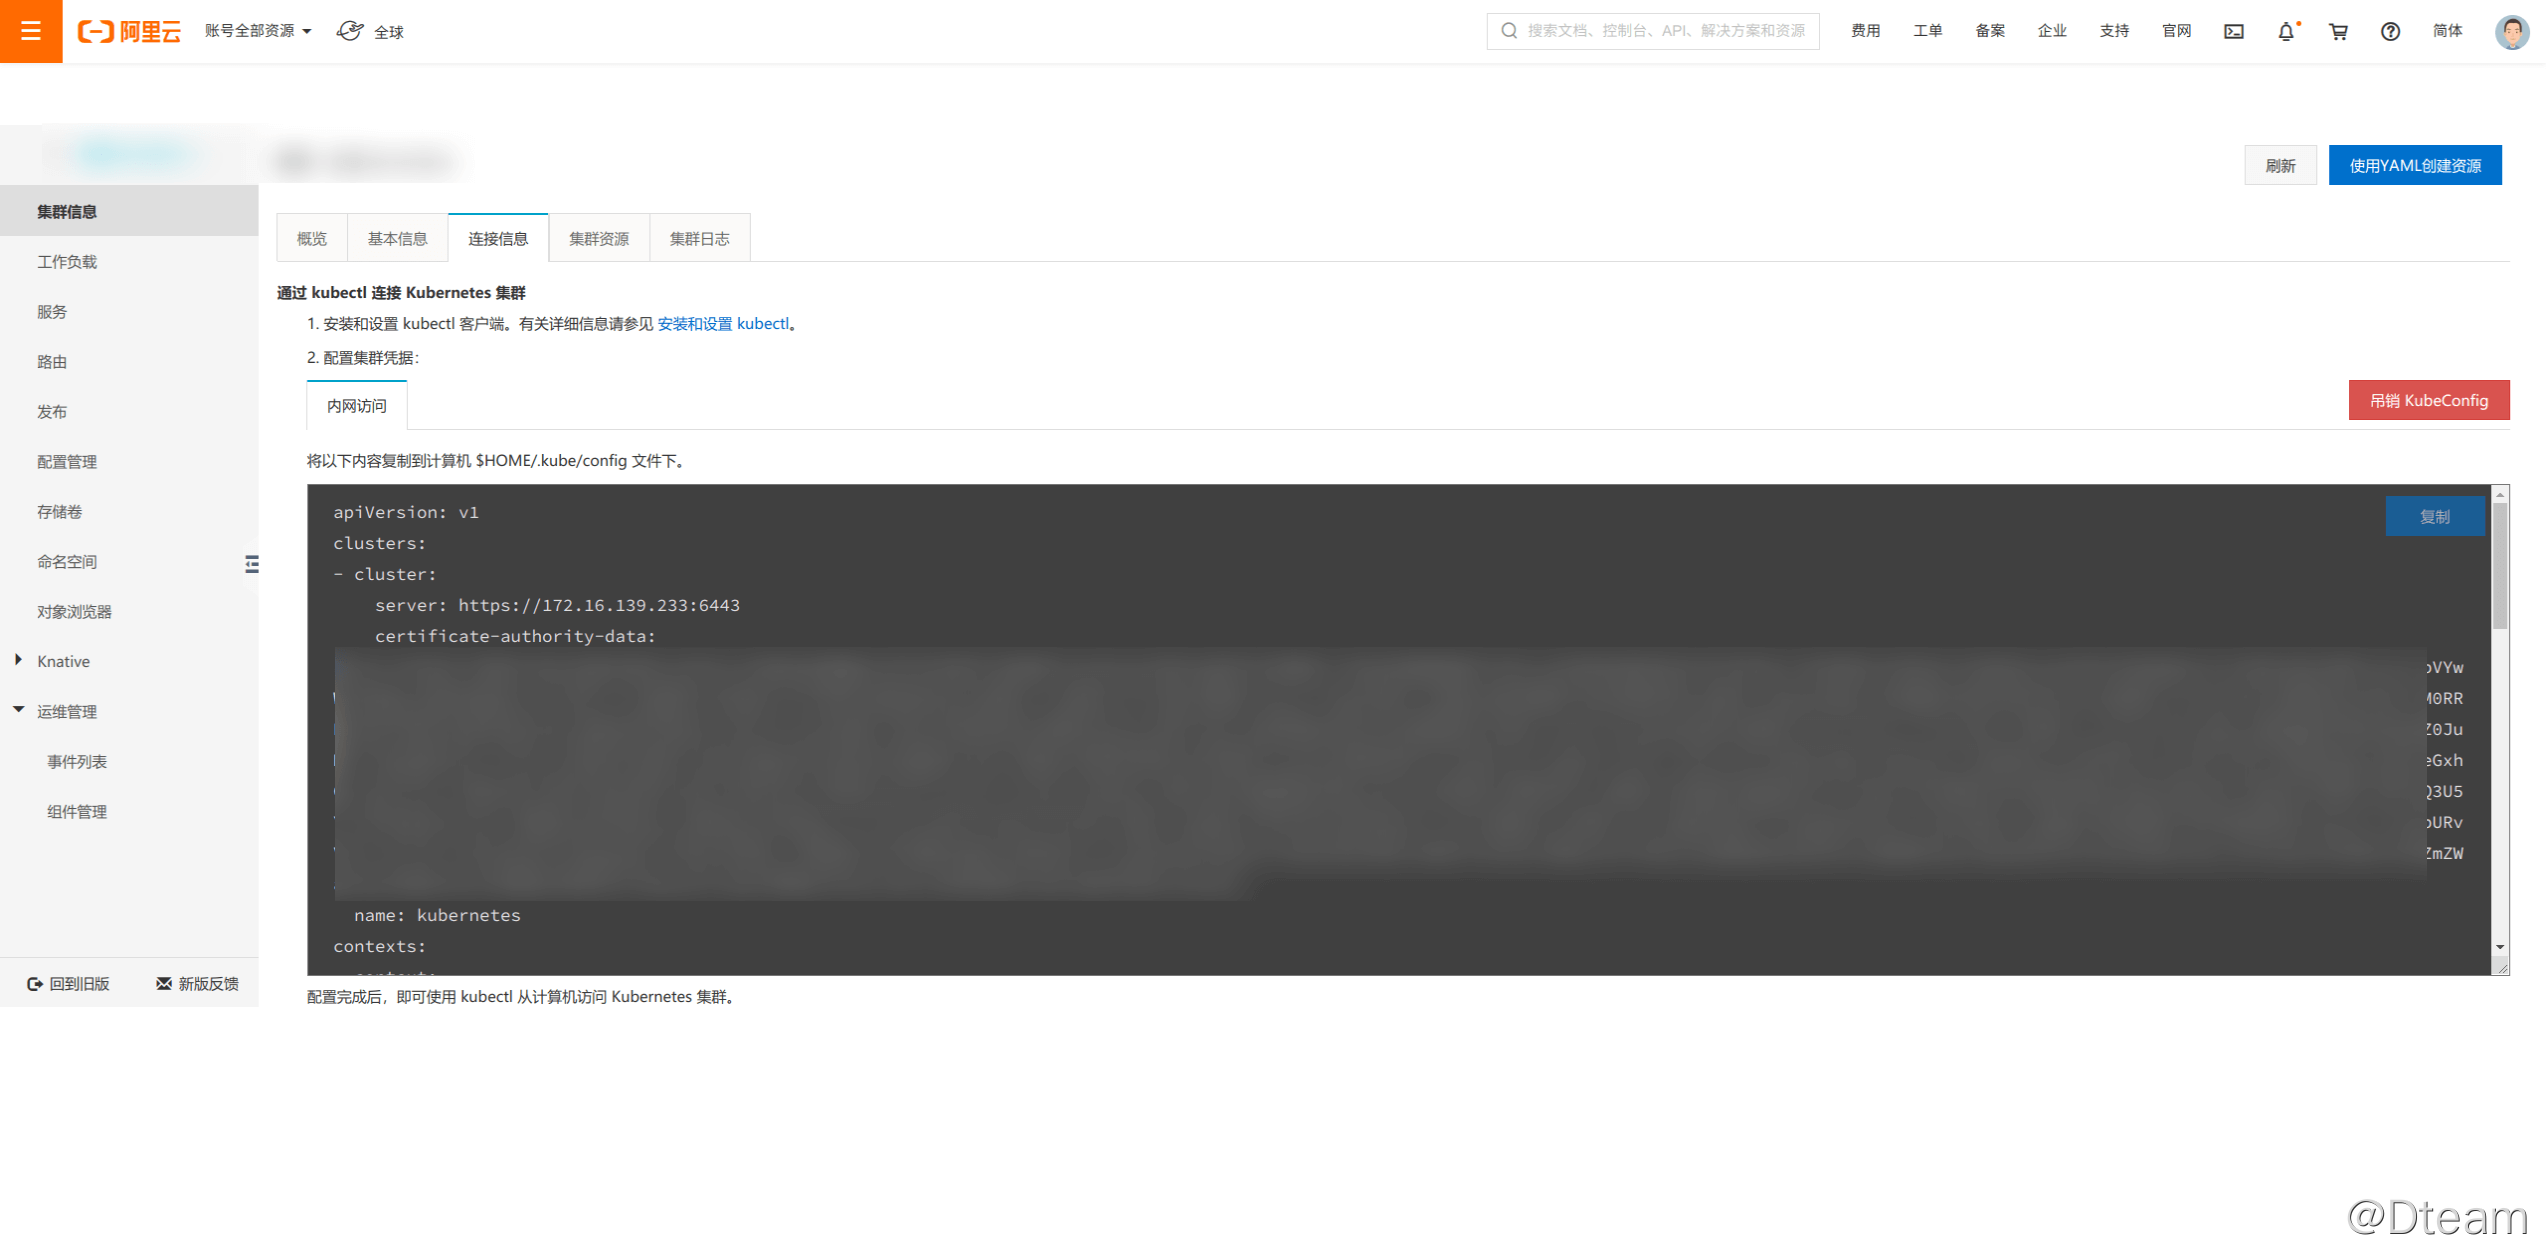 阿里云 账号全部资源 全球 搜索文档、控制台、API、解决方案和资源 费用 工单 备案 企业 支持 官网 简体
刷新 使用YAML创建资源
集群信息
工作负载
服务
路由
发布
配置管理
存储卷
命名空间
对象浏览器
Knative
运维管理
事件列表
组件管理
回到旧版 新版反馈
概览 基本信息 连接信息 集群资源 集群日志
通过 kubectl 连接 Kubernetes 集群
1. 安装和设置 kubectl 客户端。有关详细信息请参见 安装和设置 kubectl。
2. 配置集群凭据：
内网访问 吊销 KubeConfig
将以下内容复制到计算机 $HOME/.kube/config 文件下。
复制
apiVersion: v1
clusters:
- cluster:
server: https://172.16.139.233:6443
certificate-authority-data:
VYw
0RR
0Ju
Gxh
3U5
URv
mZW
name: kubernetes
contexts:
配置完成后，即可使用 kubectl 从计算机访问 Kubernetes 集群。
@Dteam